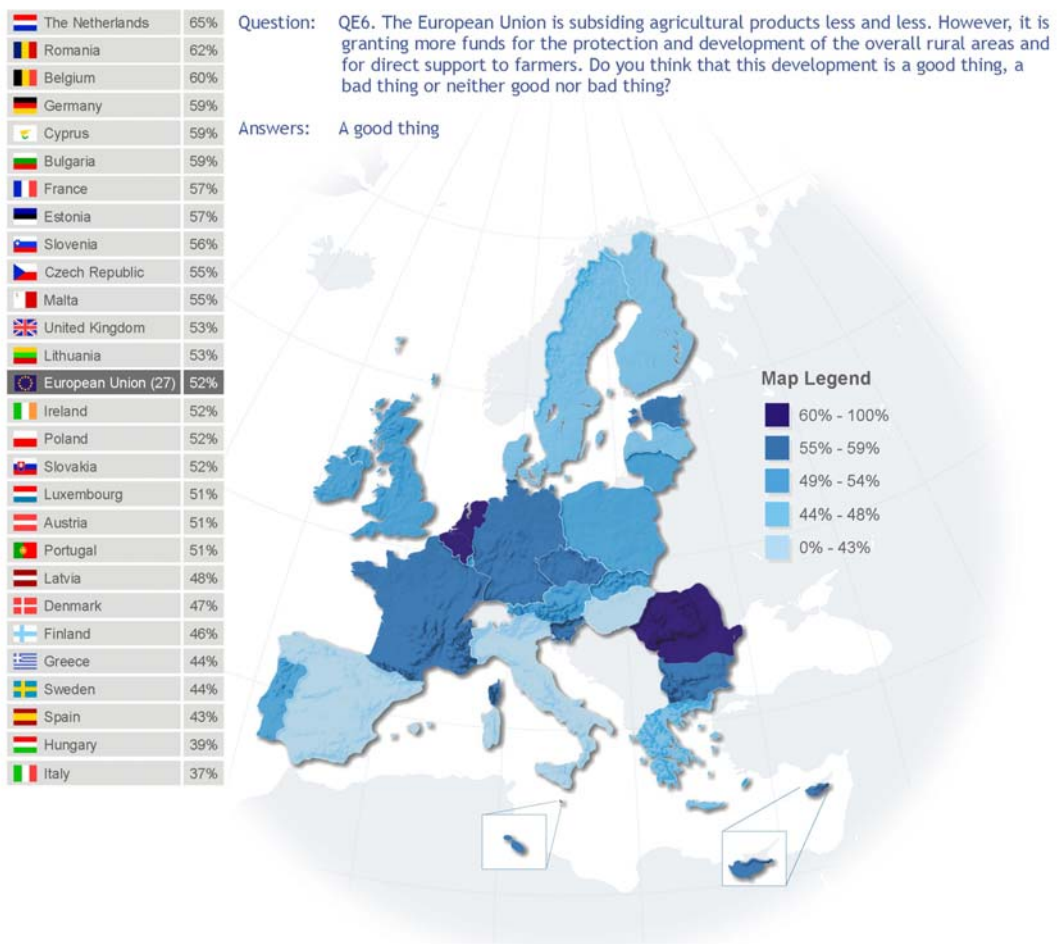 The Netherlands 65%
Romania 62%
Belgium 60%
Germany 59%
Cyprus 59%
Bulgaria 59%
France 57%
Estonia 57%
Slovenia 56%
Czech Republic 55%
Malta 55%
United Kingdom 53%
Lithuania 53%
European Union (27) 52%
Ireland 52%
Poland 52%
Slovakia 52%
Luxembourg 51%
Austria 51%
Portugal 51%
Latvia 48%
Denmark 47%
Finland 46%
Greece 44%
Sweden 44%
Spain 43%
Hungary 39%
Italy 37%
Question: QE6. The European Union is subsiding agricultural products less and less. However, it is
granting more funds for the protection and development of the overall rural areas and
for direct support to farmers. Do you think that this development is a good thing, a
bad thing or neither good nor bad thing?
Answers: A good thing
Map Legend
60% - 100%
55% - 59%
49% - 54%
44% - 48%
0% - 43%